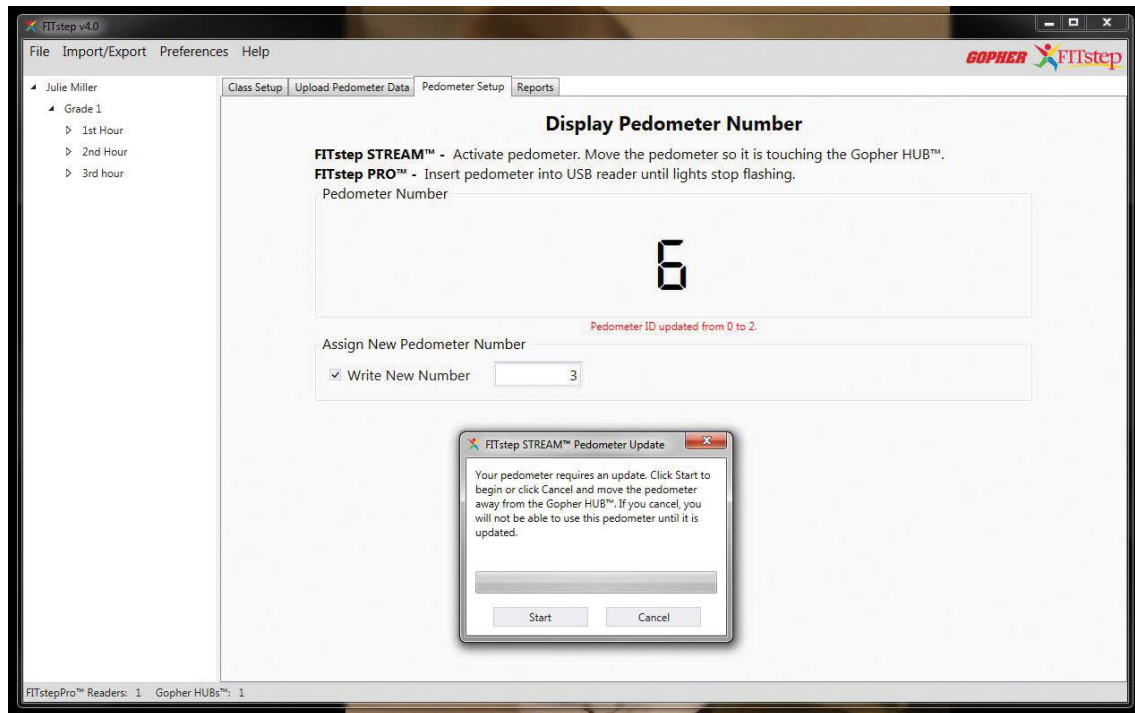 FITstep v4.0
File Import/Export Preferences Help
GOPHER FITstep
Julie Miller
Grade 1
1st Hour
2nd Hour
3rd hour
Class Setup Upload Pedometer Data Pedometer Setup Reports
Display Pedometer Number
FITstep STREAM™ - Activate pedometer. Move the pedometer so it is touching the Gopher HUB™.
FITstep PRO™ - Insert pedometer into USB reader until lights stop flashing.
Pedometer Number
6
Pedometer ID updated from 0 to 2.
Assign New Pedometer Number
Write New Number 3
FITstep STREAM™ Pedometer Update
Your pedometer requires an update. Click Start to
begin or click Cancel and move the pedometer
away from the Gopher HUB™. If you cancel, you
will not be able to use this pedometer until it is
updated.
Start Cancel
FITstepPro™ Readers: 1 Gopher HUBs™: 1